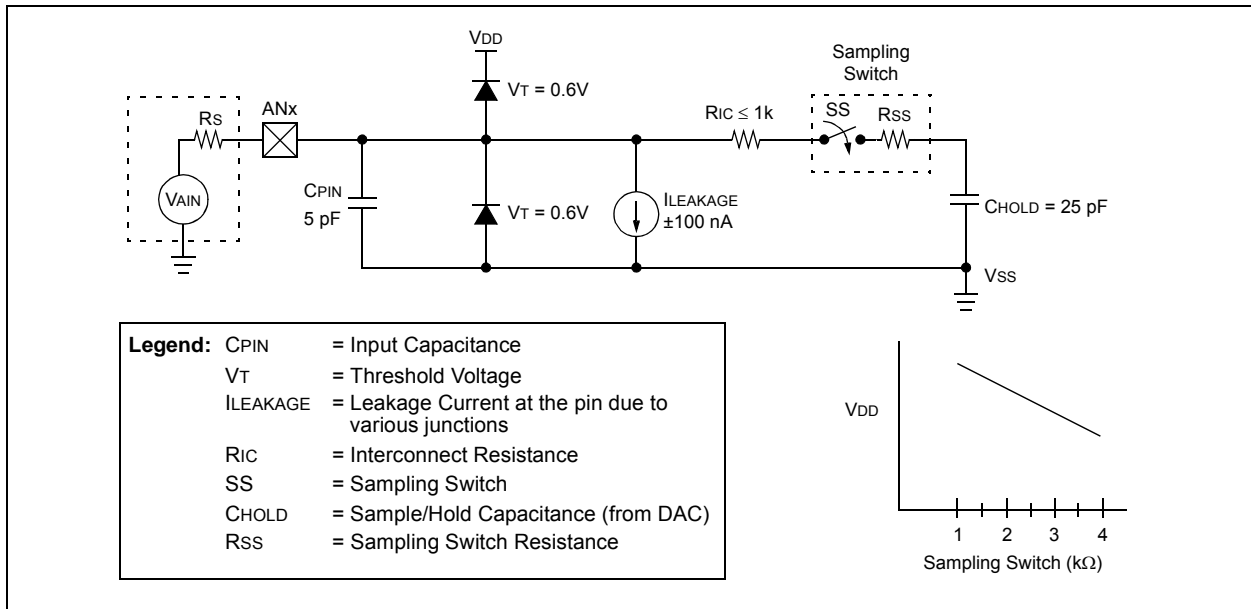 VDD
Sampling
Switch
VT = 0.6V
RS
ANx
RIC ≤ 1k
SS
RSS
VAIN
CPIN
5 pF
VT = 0.6V
ILEAKAGE
±100 nA
CHOLD = 25 pF
VSS
Legend: CPIN = Input Capacitance
VT = Threshold Voltage
ILEAKAGE = Leakage Current at the pin due to
various junctions
RIC = Interconnect Resistance
SS = Sampling Switch
CHOLD = Sample/Hold Capacitance (from DAC)
RSS = Sampling Switch Resistance
VDD
1 2 3 4
Sampling Switch (kΩ)